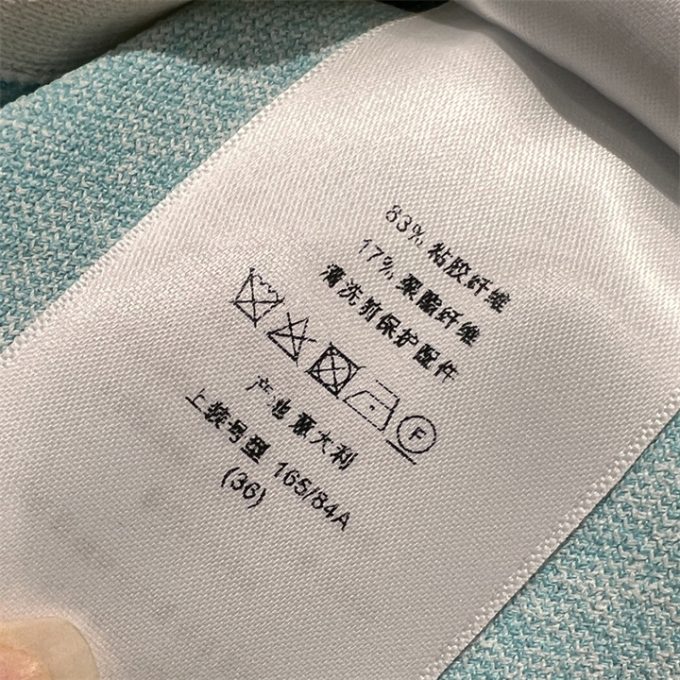 83% 粘胶纤维
17% 聚酯纤维
清洗前保护配件
F
产地 意大利
上装号型 165/84A
(36)